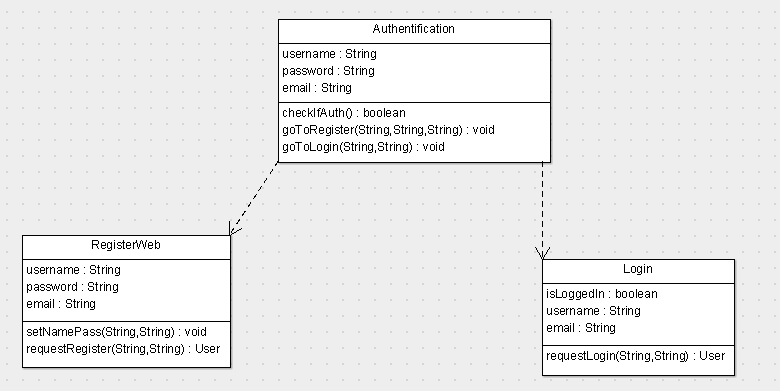 Authentification
username : String
password : String
email : String
checkIfAuth() : boolean
goToRegister(String,String,String) : void
goToLogin(String,String) : void
RegisterWeb
username : String
password : String
email : String
setNamePass(String,String) : void
requestRegister(String,String) : User
Login
isLoggedIn : boolean
username : String
email : String
requestLogin(String,String) : User